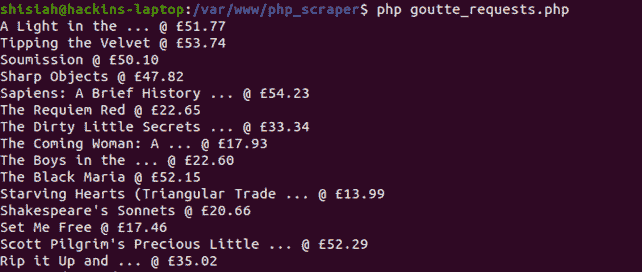 shisiah@hackins-laptop:/var/www/php_scraper$ php goutte_requests.php
A Light in the ... @ £51.77
Tipping the Velvet @ £53.74
Soumission @ £50.10
Sharp Objects @ £47.82
Sapiens: A Brief History ... @ £54.23
The Requiem Red @ £22.65
The Dirty Little Secrets ... @ £33.34
The Coming Woman: A ... @ £17.93
The Boys in the ... @ £22.60
The Black Maria @ £52.15
Starving Hearts (Triangular Trade ... @ £13.99
Shakespeare's Sonnets @ £20.66
Set Me Free @ £17.46
Scott Pilgrim's Precious Little ... @ £52.29
Rip it Up and ... @ £35.02